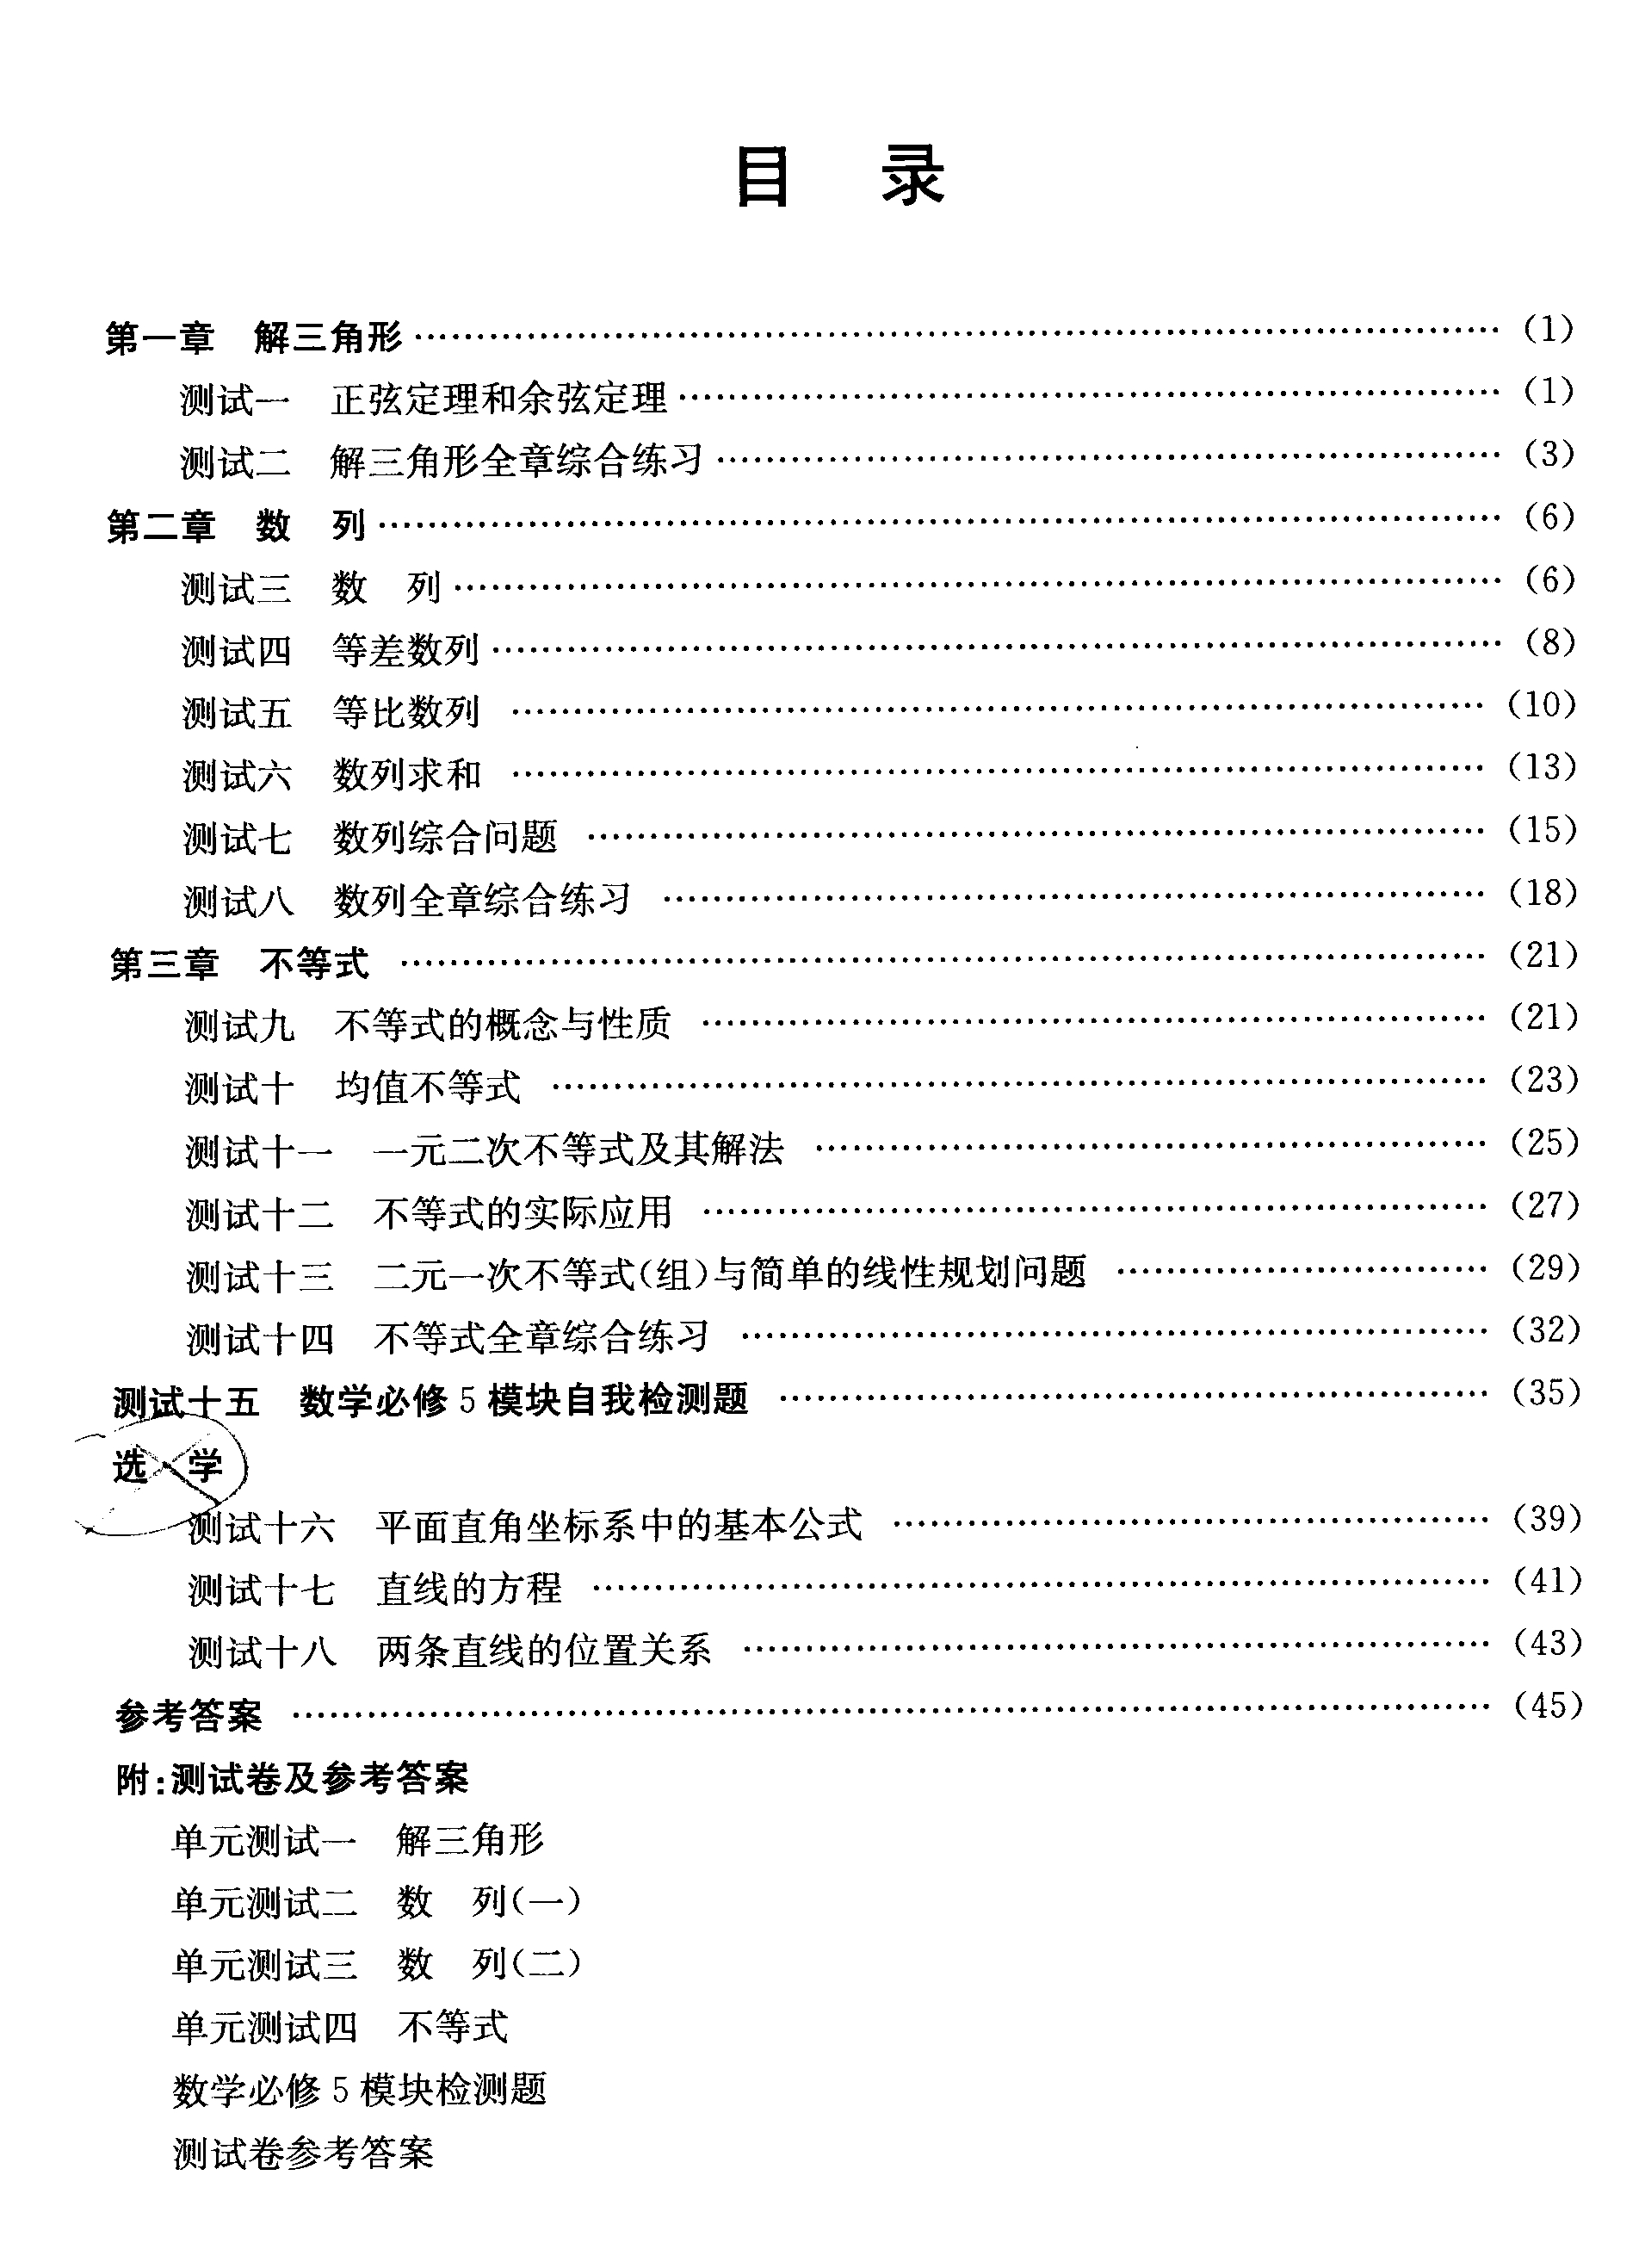 目　录
第一章　解三角形 …… (1)
测试一　正弦定理和余弦定理 …… (1)
测试二　解三角形全章综合练习 …… (3)
第二章　数　列 …… (6)
测试三　数　列 …… (6)
测试四　等差数列 …… (8)
测试五　等比数列 …… (10)
测试六　数列求和 …… (13)
测试七　数列综合问题 …… (15)
测试八　数列全章综合练习 …… (18)
第三章　不等式 …… (21)
测试九　不等式的概念与性质 …… (21)
测试十　均值不等式 …… (23)
测试十一　一元二次不等式及其解法 …… (25)
测试十二　不等式的实际应用 …… (27)
测试十三　二元一次不等式(组)与简单的线性规划问题 …… (29)
测试十四　不等式全章综合练习 …… (32)
测试十五　数学必修 5 模块自我检测题 …… (35)
选　学
测试十六　平面直角坐标系中的基本公式 …… (39)
测试十七　直线的方程 …… (41)
测试十八　两条直线的位置关系 …… (43)
参考答案 …… (45)
附:测试卷及参考答案
单元测试一　解三角形
单元测试二　数　列(一)
单元测试三　数　列(二)
单元测试四　不等式
数学必修 5 模块检测题
测试卷参考答案